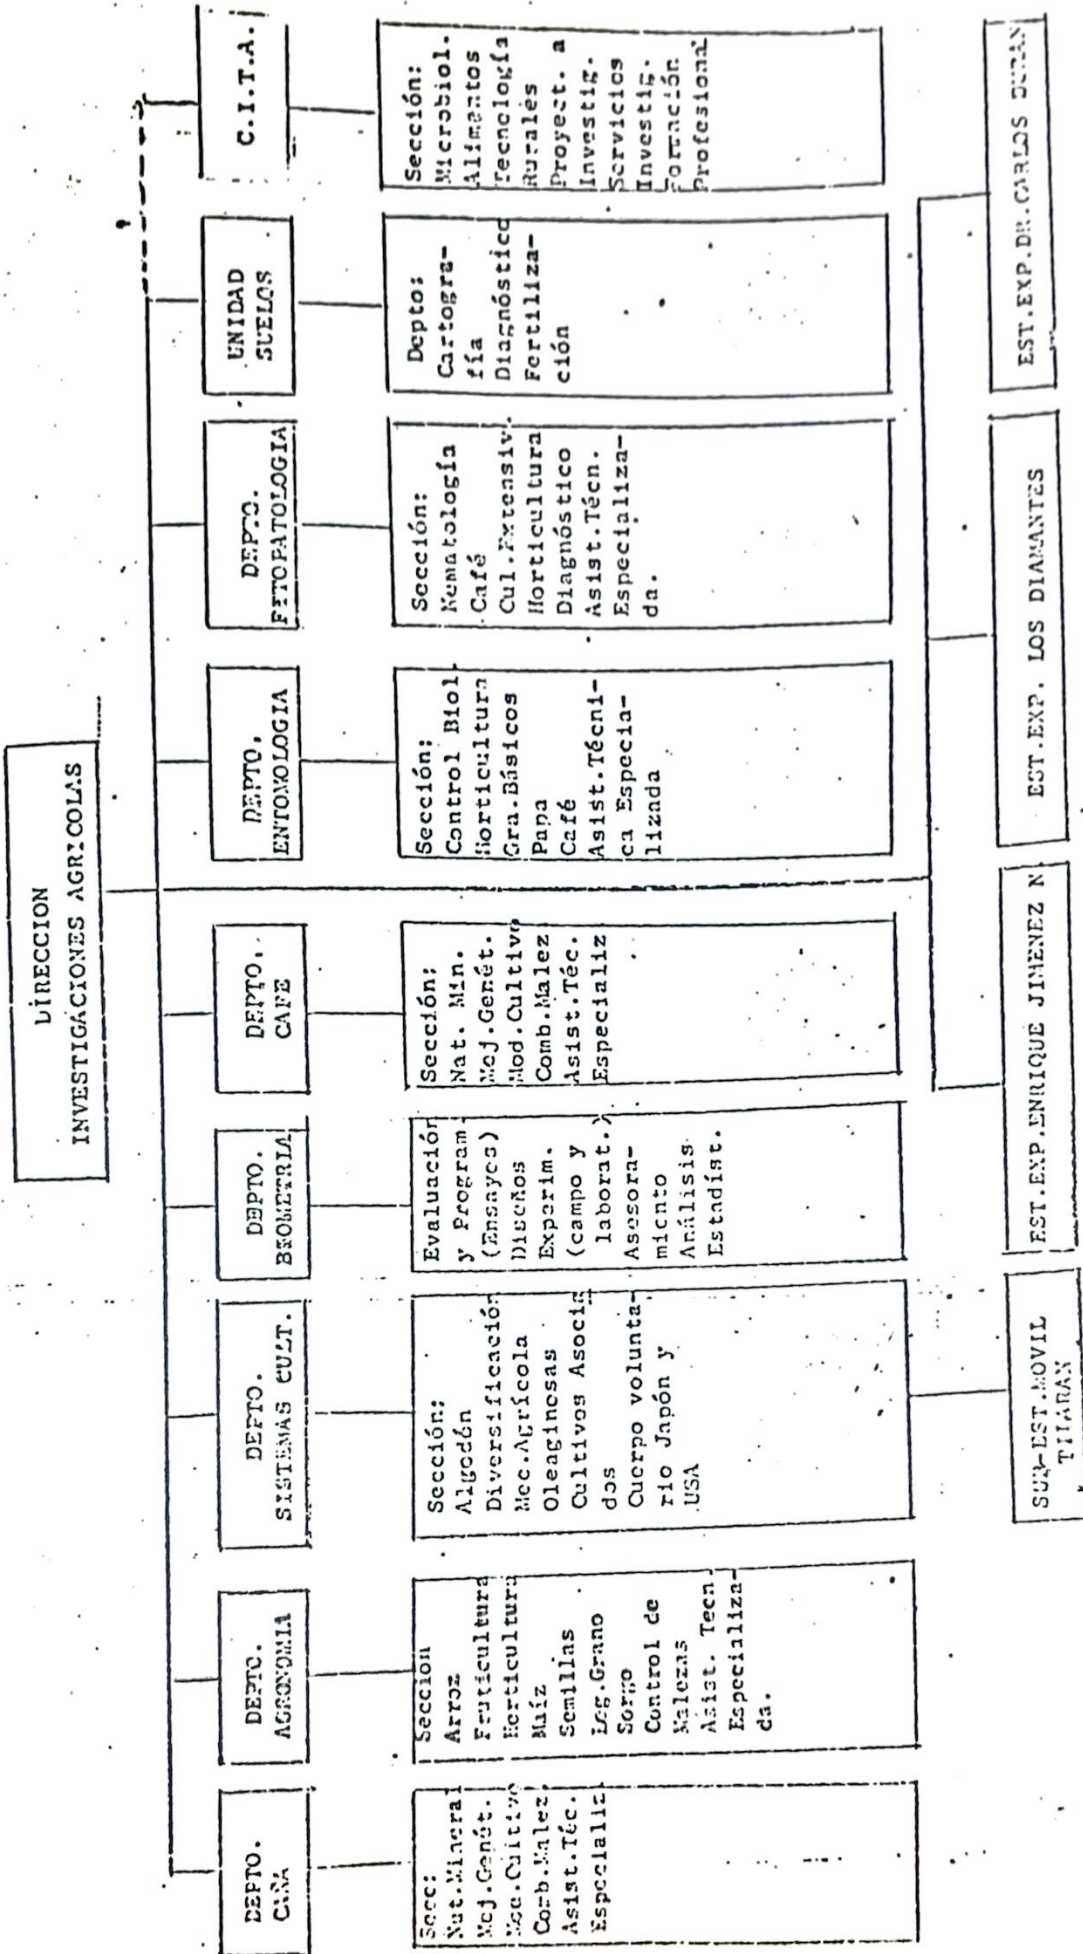 DIRECCION
INVESTIGACIONES AGRICOLAS
DEPTO.
CAÑA
DEPTO.
AGRONOMIA
DEPTO.
SISTEMAS CULT.
DEPTO.
BIOMETRIA
DEPTO.
CAFE
DEPTO.
ENTOMOLOGIA
DEPTO.
FITOPATOLOGIA
UNIDAD
SUELOS
C.I.T.A.
Secc:
Nut.Mineral
Mej.Genét.
Mod.Cultivo
Comb.Malez
Asist.Téc.
Especializ
Sección
Arroz
Fruticultura
Horticultura
Maíz
Semillas
Leg.Grano
Sorgo
Control de
Malezas
Asist. Tecn.
Especializa-
da.
Sección:
Algodón
Diversificación
Mec.Agrícola
Oleaginosas
Cultivos Asocia
dos
Cuerpo volunta-
rio Japón y
USA
Evaluación
y Program.
(Ensayes)
Diseños
Experim.
(campo y
laborat.)
Asesora-
miento
Análisis
Estadíst.
Sección:
Nat. Min.
Mej.Genét.
Mod.Cultivo
Comb.Malez
Asist.Téc.
Especializ
Sección:
Control Biol
Horticultura
Gra.Básicos
Papa
Café
Asist.Técni-
ca Especia-
lizada
Sección:
Nematología
Café
Cul.Extensiv.
Horticultura
Diagnóstico
Asist.Técn.
Especializa-
da.
Depto:
Cartogra-
fía
Diagnóstico
Fertiliza-
ción
Sección:
Microbiol.
Alimentos
Tecnología
Rurales
Proyect. a
Investig.
Servicios
Investig.
Formación
Profesional
SUB-EST.MOVIL
TILARAN
EST.EXP.ENRIQUE JIMENEZ N
EST.EXP. LOS DIAMANTES
EST.EXP.DR.CARLOS DURAN